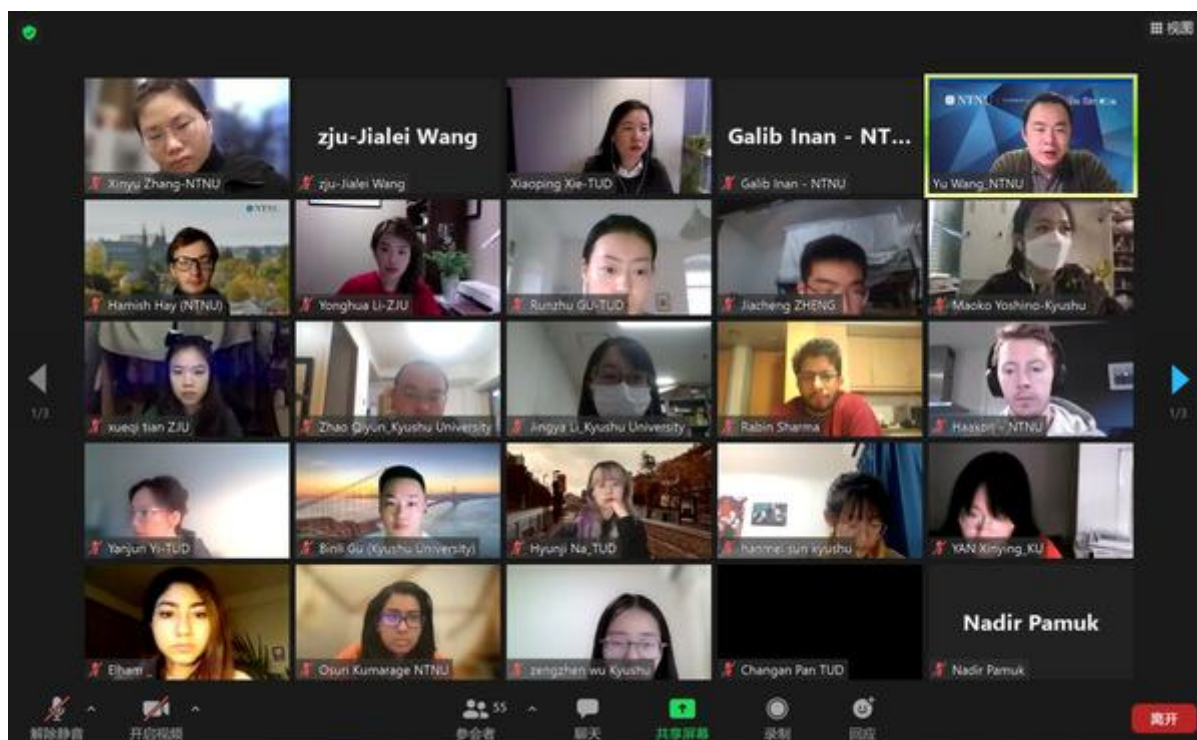 视图
Xinyu Zhang-NTNU
zju-Jialei Wang
zju-Jialei Wang
Xiaoping Xie-TUD
Galib Inan - NT...
Galib Inan - NTNU
NTNU
Yu Wang_NTNU
NTNU
Hamish Hay (NTNU)
Yonghua Li-ZJU
Runzhu GU-TUD
Jiacheng ZHENG
Maoko Yoshino-Kyushu
xueqi tian ZJU
Zhao Qiyun_Kyushu University
Jingya Li_Kyushu University
Rabin Sharma
Haakon - NTNU
1/3
1/3
Yanjun Yi-TUD
Binli Gu (Kyushu University)
Hyunji Na_TUD
hanmei sun kyushu
YAN Xinying_KU
Elham
Osuri Kumarage NTNU
zengzhen wu Kyushu
Changan Pan TUD
Nadir Pamuk
Nadir Pamuk
解除静音
开启视频
55
参会者
聊天
共享屏幕
录制
回应
离开